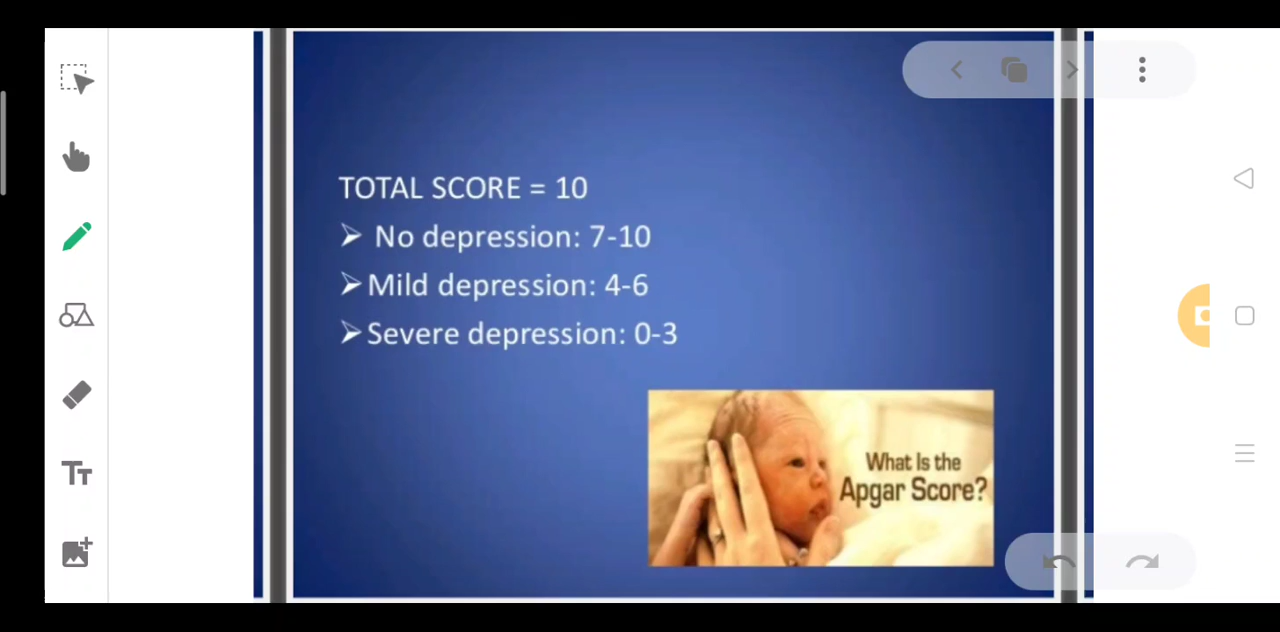 TOTAL SCORE = 10
➤ No depression: 7-10
➤ Mild depression: 4-6
➤ Severe depression: 0-3
What Is the
Apgar Score?
TT